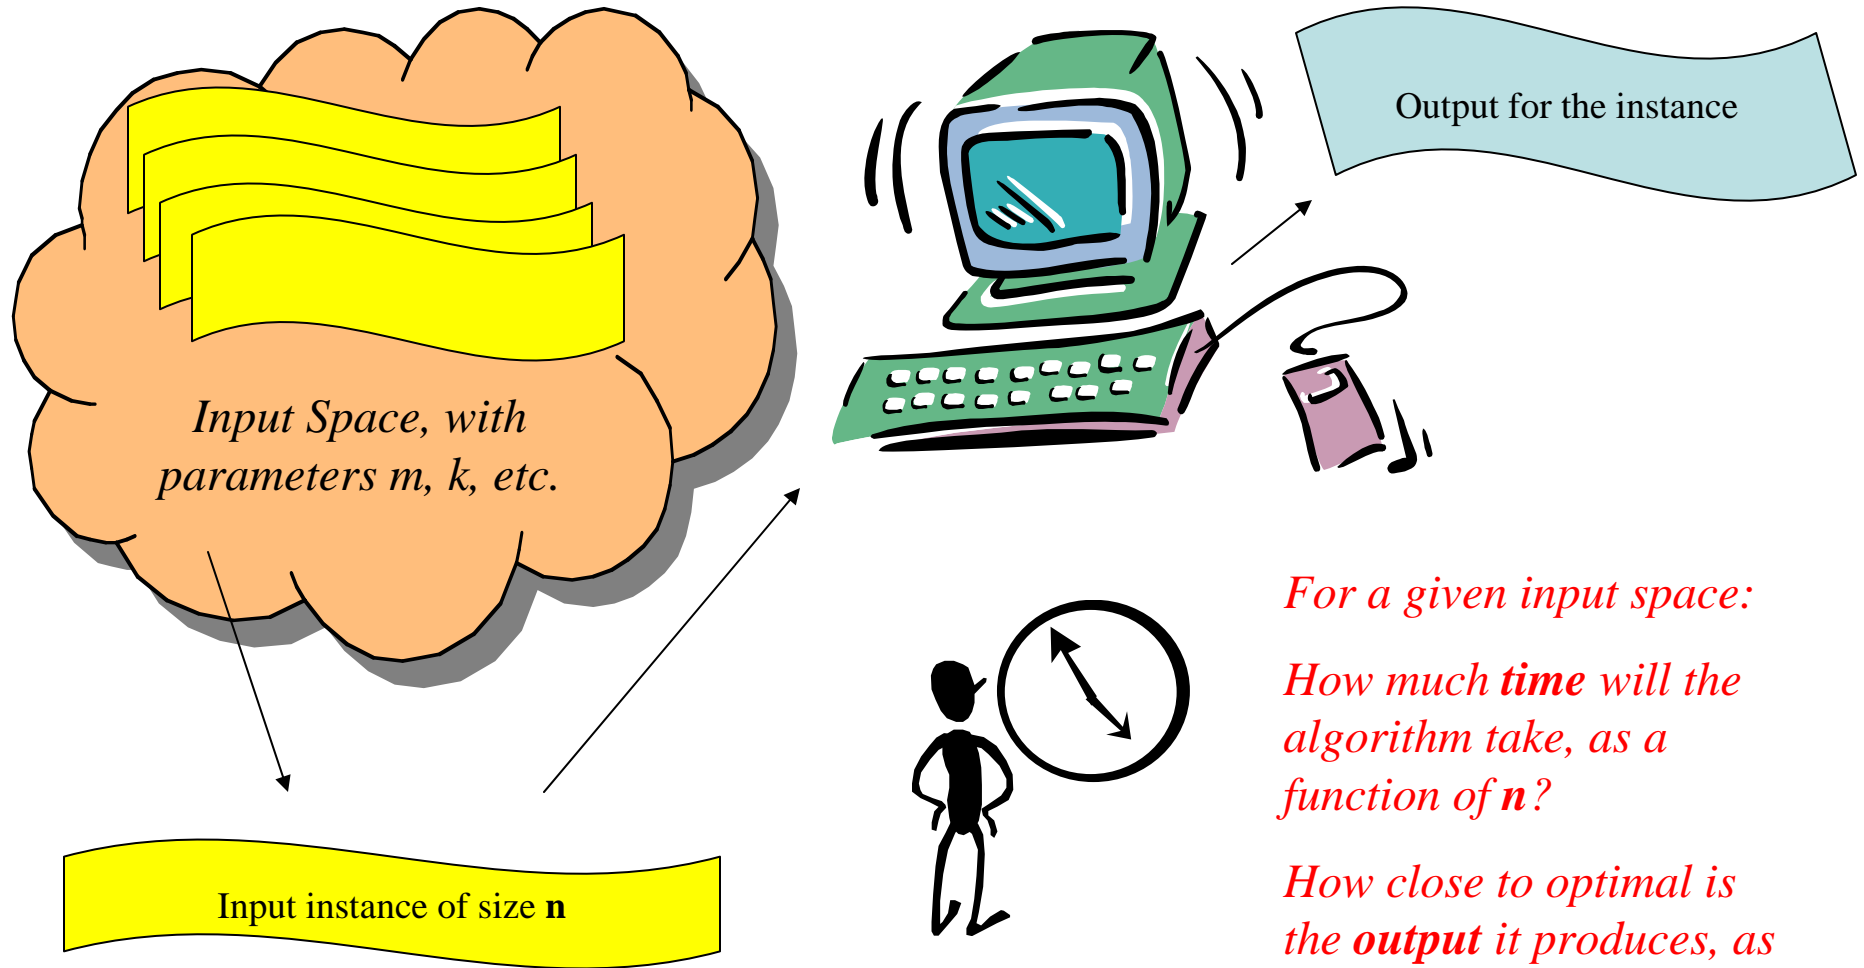 Output for the instance
Input Space, with
parameters m, k, etc.
Input instance of size n
For a given input space:
How much time will the
algorithm take, as a
function of n?
How close to optimal is
the output it produces, as